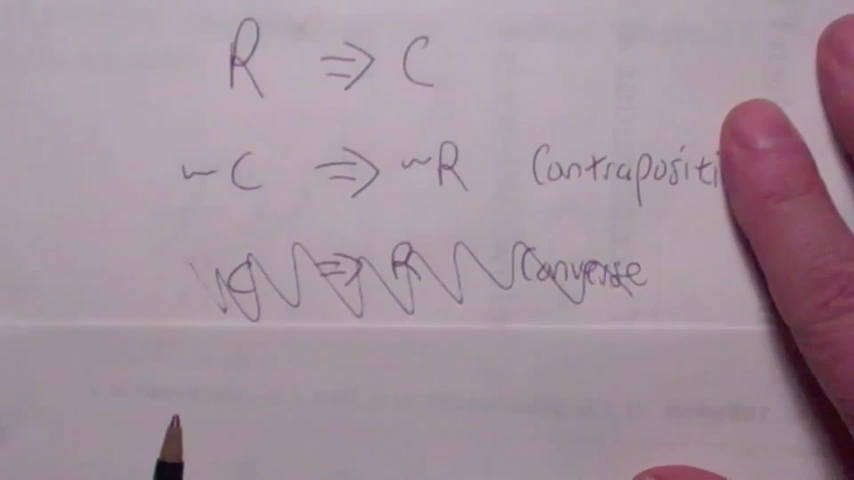 R ⇒ C
~C ⇒ ~R Contrapositi
C ⇒ R Converse